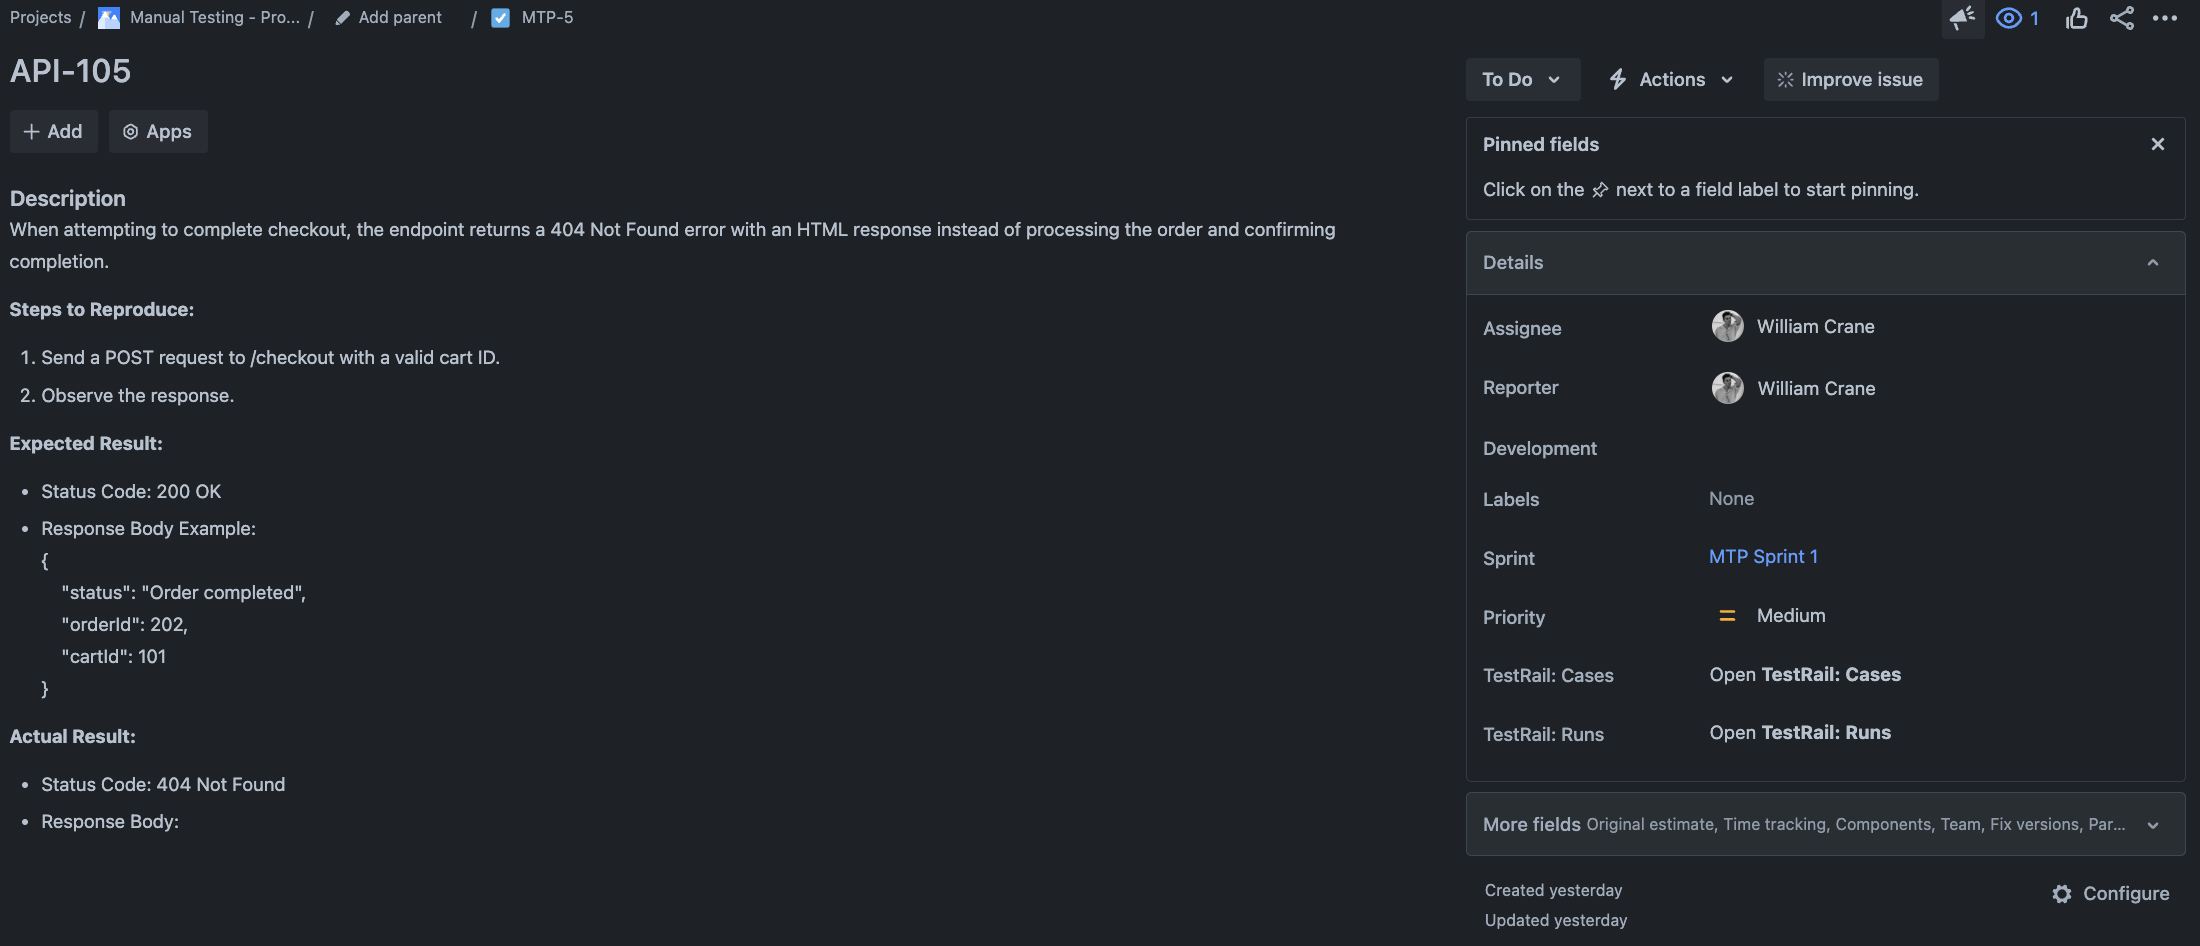 Projects / Manual Testing - Pro... / Add parent / MTP-5
1
API-105
To Do
Actions
Improve issue
Add
Apps
Pinned fields
Click on the next to a field label to start pinning.
Description
When attempting to complete checkout, the endpoint returns a 404 Not Found error with an HTML response instead of processing the order and confirming
completion.
Steps to Reproduce:
1. Send a POST request to /checkout with a valid cart ID.
2. Observe the response.
Expected Result:
• Status Code: 200 OK
• Response Body Example:
{
"status": "Order completed",
"orderId": 202,
"cartId": 101
}
Actual Result:
• Status Code: 404 Not Found
• Response Body:
Details
Assignee William Crane
Reporter William Crane
Development
Labels None
Sprint MTP Sprint 1
Priority Medium
TestRail: Cases Open TestRail: Cases
TestRail: Runs Open TestRail: Runs
More fields Original estimate, Time tracking, Components, Team, Fix versions, Par...
Created yesterday
Updated yesterday
Configure